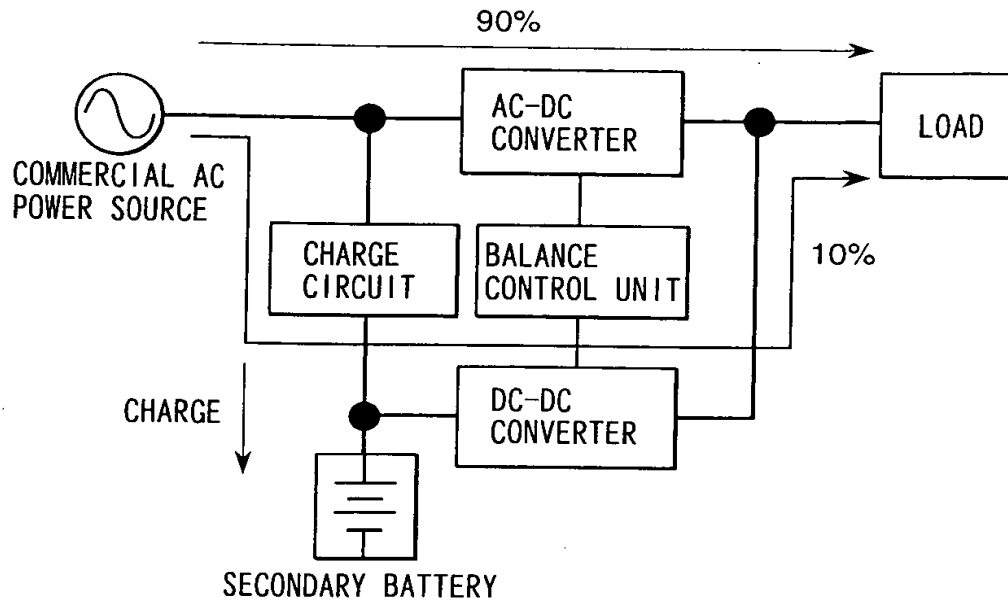 90%
AC-DC
CONVERTER
LOAD
COMMERCIAL AC
POWER SOURCE
CHARGE
CIRCUIT
BALANCE
CONTROL UNIT
10%
CHARGE
DC-DC
CONVERTER
SECONDARY BATTERY